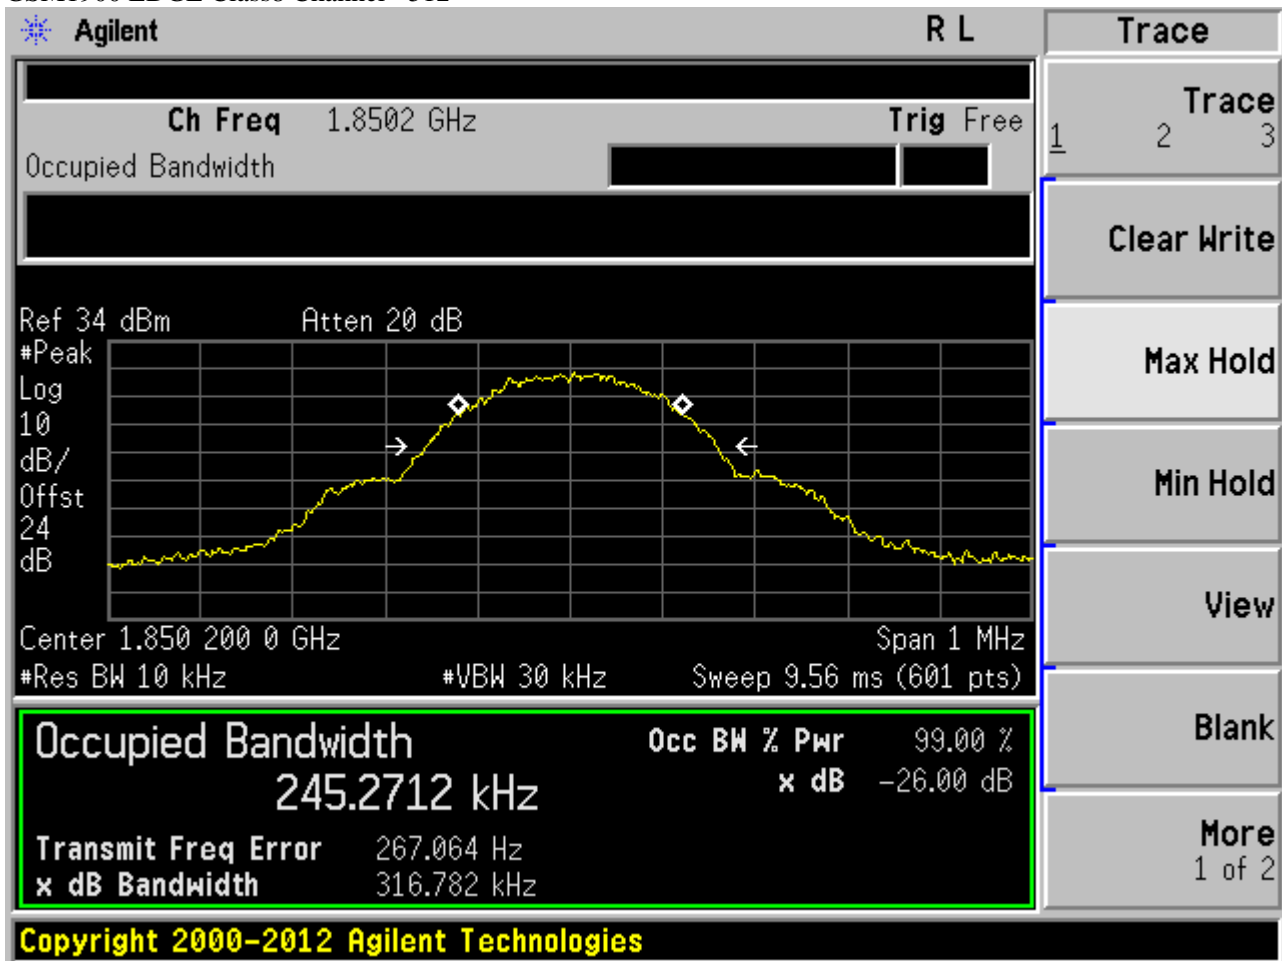 Agilent R L Trace
Ch Freq 1.8502 GHz Trig Free
Occupied Bandwidth
Trace
1 2 3
Clear Write
Max Hold
Min Hold
View
Blank
More
1 of 2
Ref 34 dBm Atten 20 dB
#Peak
Log
10
dB/
Offst
24
dB
Center 1.850 200 0 GHz Span 1 MHz
#Res BW 10 kHz #VBW 30 kHz Sweep 9.56 ms (601 pts)
Occupied Bandwidth Occ BW % Pwr 99.00 %
245.2712 kHz x dB -26.00 dB
Transmit Freq Error 267.064 Hz
x dB Bandwidth 316.782 kHz
Copyright 2000-2012 Agilent Technologies